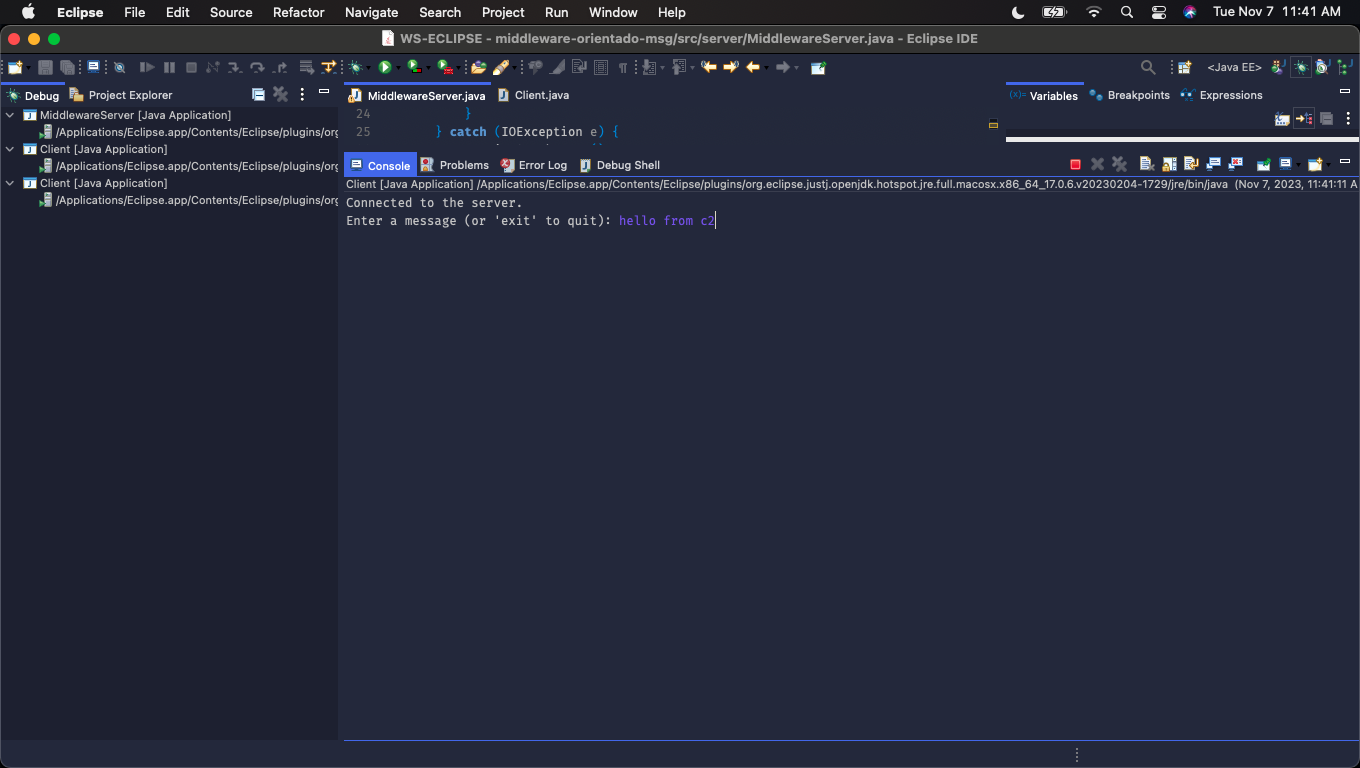 Eclipse File Edit Source Refactor Navigate Search Project Run Window Help Tue Nov 7 11:41 AM
WS-ECLIPSE - middleware-orientado-msg/src/server/MiddlewareServer.java - Eclipse IDE
<Java EE>
Debug Project Explorer
MiddlewareServer [Java Application]
/Applications/Eclipse.app/Contents/Eclipse/plugins/org
Client [Java Application]
/Applications/Eclipse.app/Contents/Eclipse/plugins/org
Client [Java Application]
/Applications/Eclipse.app/Contents/Eclipse/plugins/org
MiddlewareServer.java Client.java
24 }
25 } catch (IOException e) {
Variables Breakpoints Expressions
Console Problems Error Log Debug Shell
Client [Java Application] /Applications/Eclipse.app/Contents/Eclipse/plugins/org.eclipse.justj.openjdk.hotspot.jre.full.macosx.x86_64_17.0.6.v20230204-1729/jre/bin/java (Nov 7, 2023, 11:41:11 A
Connected to the server.
Enter a message (or 'exit' to quit): hello from c2